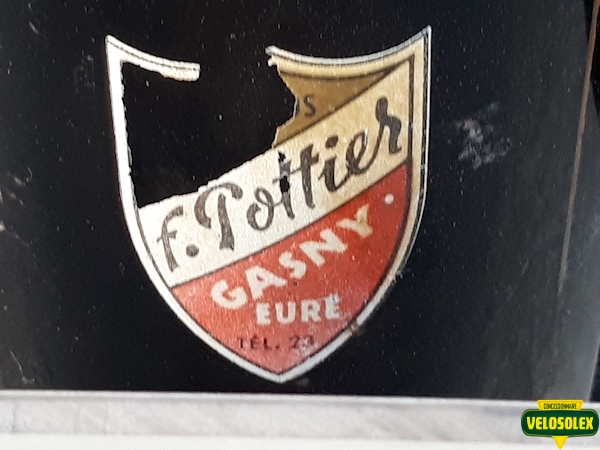 S
f. Pottier
GASNY
EURE
TÉL. 23
CONCESSIONNAIRE
VELOSOLEX